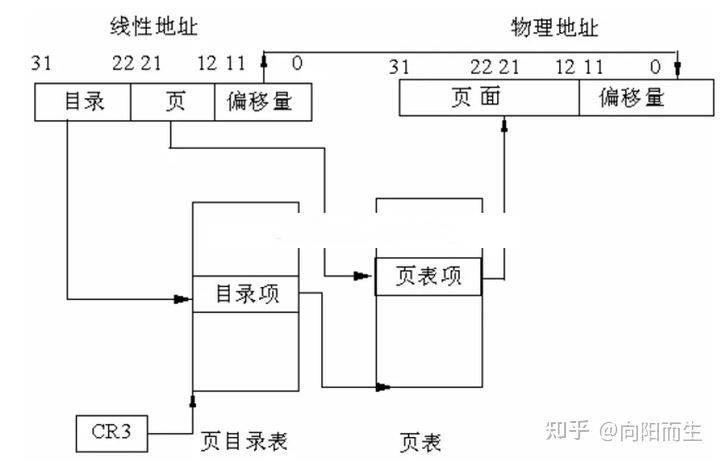 线性地址 物理地址
31 22 21 12 11 0 31 22 21 12 11 0
目录 页 偏移量 页面 偏移量
目录项 页表项
CR3 页目录表 页表
知乎 @向阳而生